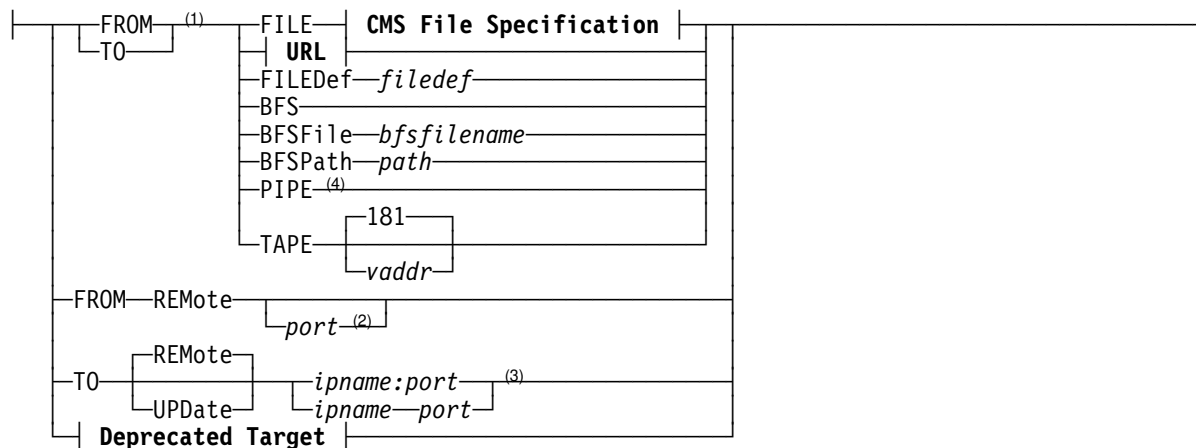 FROM (1) FILE CMS File Specification
TO URL
FILEDef filedef
BFS
BFSFile bfsfilename
BFSPath path
PIPE (4)
181
TAPE
vaddr
FROM REMote
port (2)
REMote
TO ipname:port (3)
UPDate ipname port
Deprecated Target